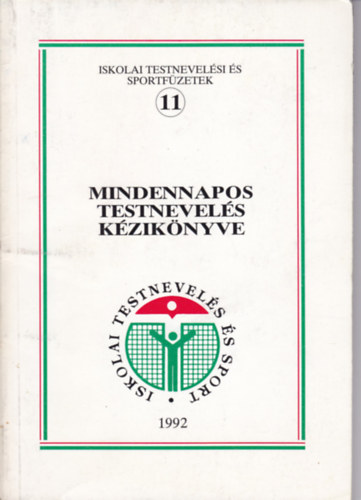 ISKOLAI TESTNEVELÉSI ÉS
SPORTFÜZETEK
11
MINDENNAPOS
TESTNEVELÉS
KÉZIKÖNYVE
ISKOLAI TESTNEVELÉS ÉS SPORT •
1992